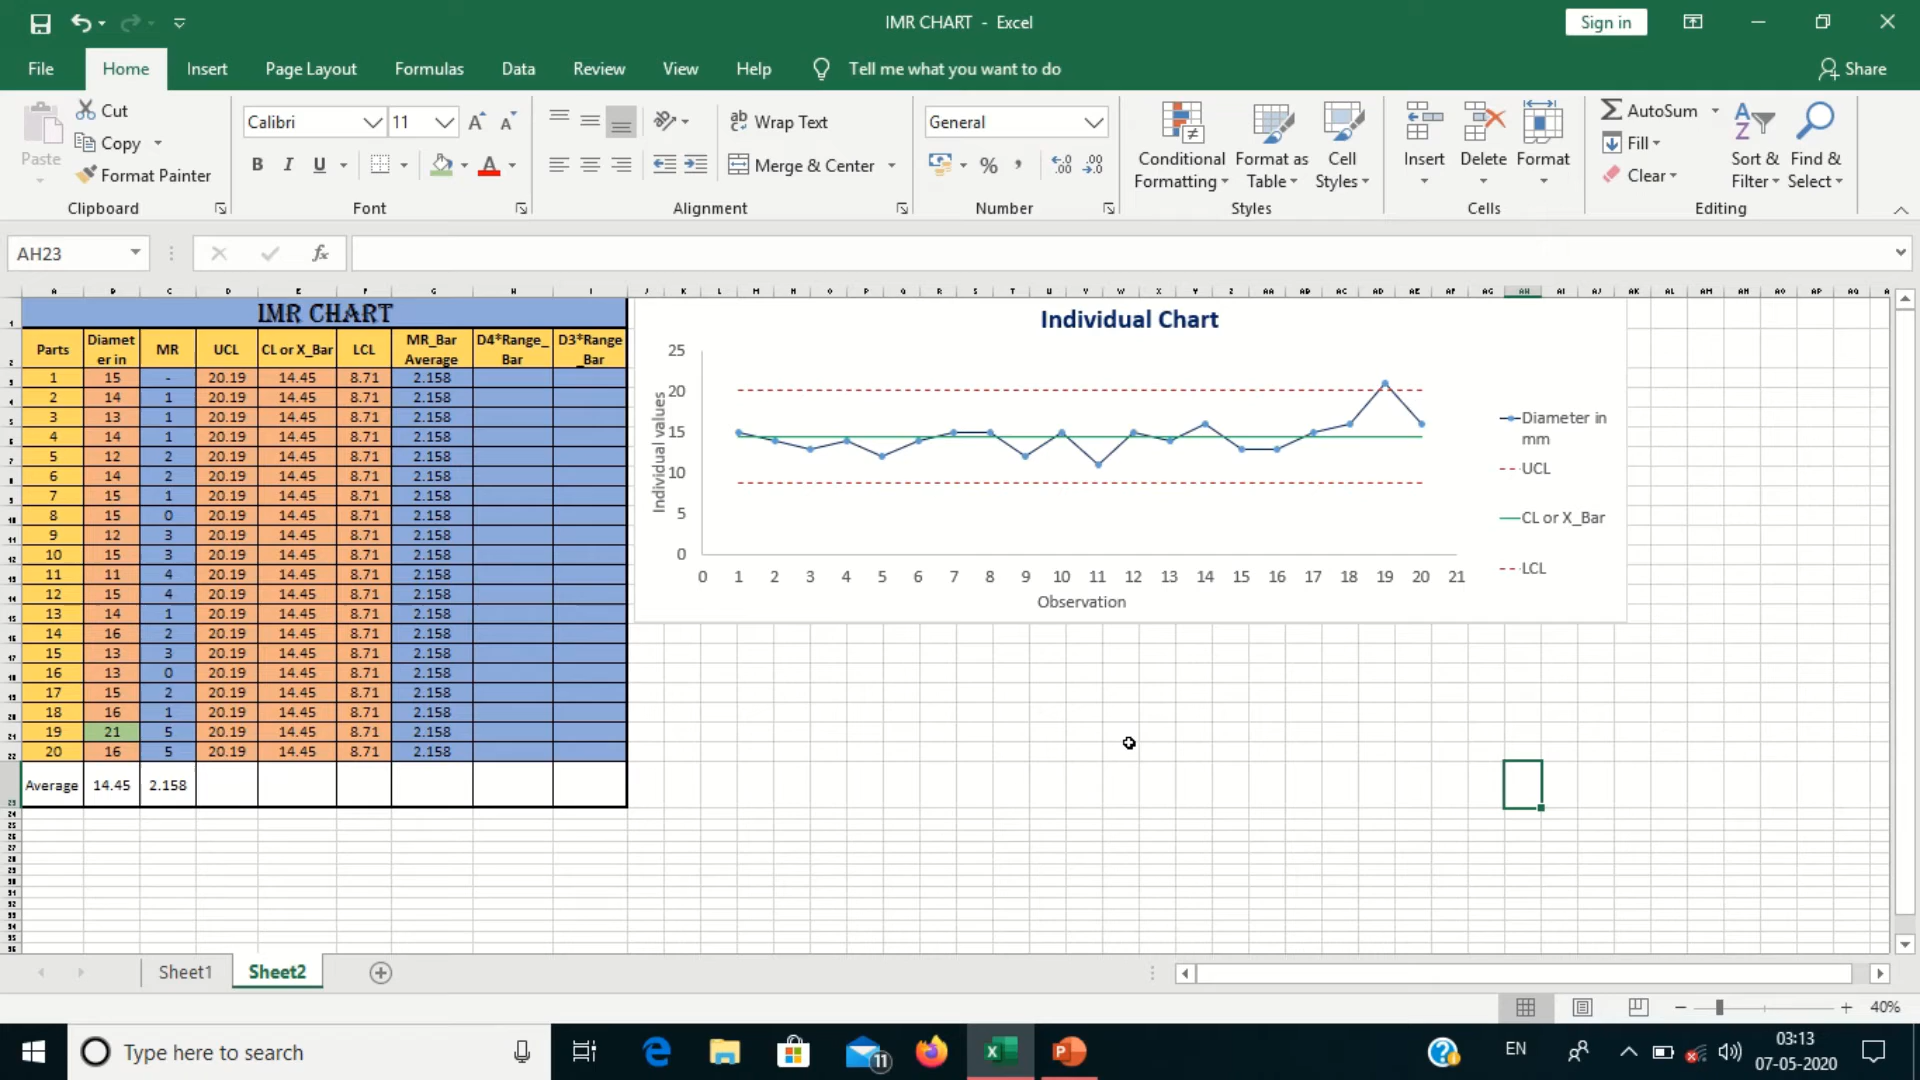 IMR CHART - Excel
Sign in
File Home Insert Page Layout Formulas Data Review View Help Tell me what you want to do Share
Paste
Cut
Copy
Format Painter
Clipboard
Calibri 11
B I U
Font
Wrap Text
Merge & Center
Alignment
General
%
Number
Conditional Formatting
Format as Table
Cell Styles
Styles
Insert Delete Format
Cells
AutoSum
Fill
Clear
Sort & Filter
Find & Select
Editing
AH23
fx
IMR CHART
Parts Diamet er in MR UCL CL or X_Bar LCL MR_Bar Average D4*Range_ Bar D3*Range _Bar
1 15 - 20.19 14.45 8.71 2.158
2 14 1 20.19 14.45 8.71 2.158
3 13 1 20.19 14.45 8.71 2.158
4 14 1 20.19 14.45 8.71 2.158
5 12 2 20.19 14.45 8.71 2.158
6 14 2 20.19 14.45 8.71 2.158
7 15 1 20.19 14.45 8.71 2.158
8 15 0 20.19 14.45 8.71 2.158
9 12 3 20.19 14.45 8.71 2.158
10 15 3 20.19 14.45 8.71 2.158
11 11 4 20.19 14.45 8.71 2.158
12 15 4 20.19 14.45 8.71 2.158
13 14 1 20.19 14.45 8.71 2.158
14 16 2 20.19 14.45 8.71 2.158
15 13 3 20.19 14.45 8.71 2.158
16 13 0 20.19 14.45 8.71 2.158
17 15 2 20.19 14.45 8.71 2.158
18 16 1 20.19 14.45 8.71 2.158
19 21 5 20.19 14.45 8.71 2.158
20 16 5 20.19 14.45 8.71 2.158
Average 14.45 2.158
Individual Chart
Individual values
25
20
15
10
5
0
0 1 2 3 4 5 6 7 8 9 10 11 12 13 14 15 16 17 18 19 20 21
Observation
Diameter in
mm
UCL
CL or X_Bar
LCL
Sheet1 Sheet2
40%
Type here to search
11
EN
03:13
07-05-2020